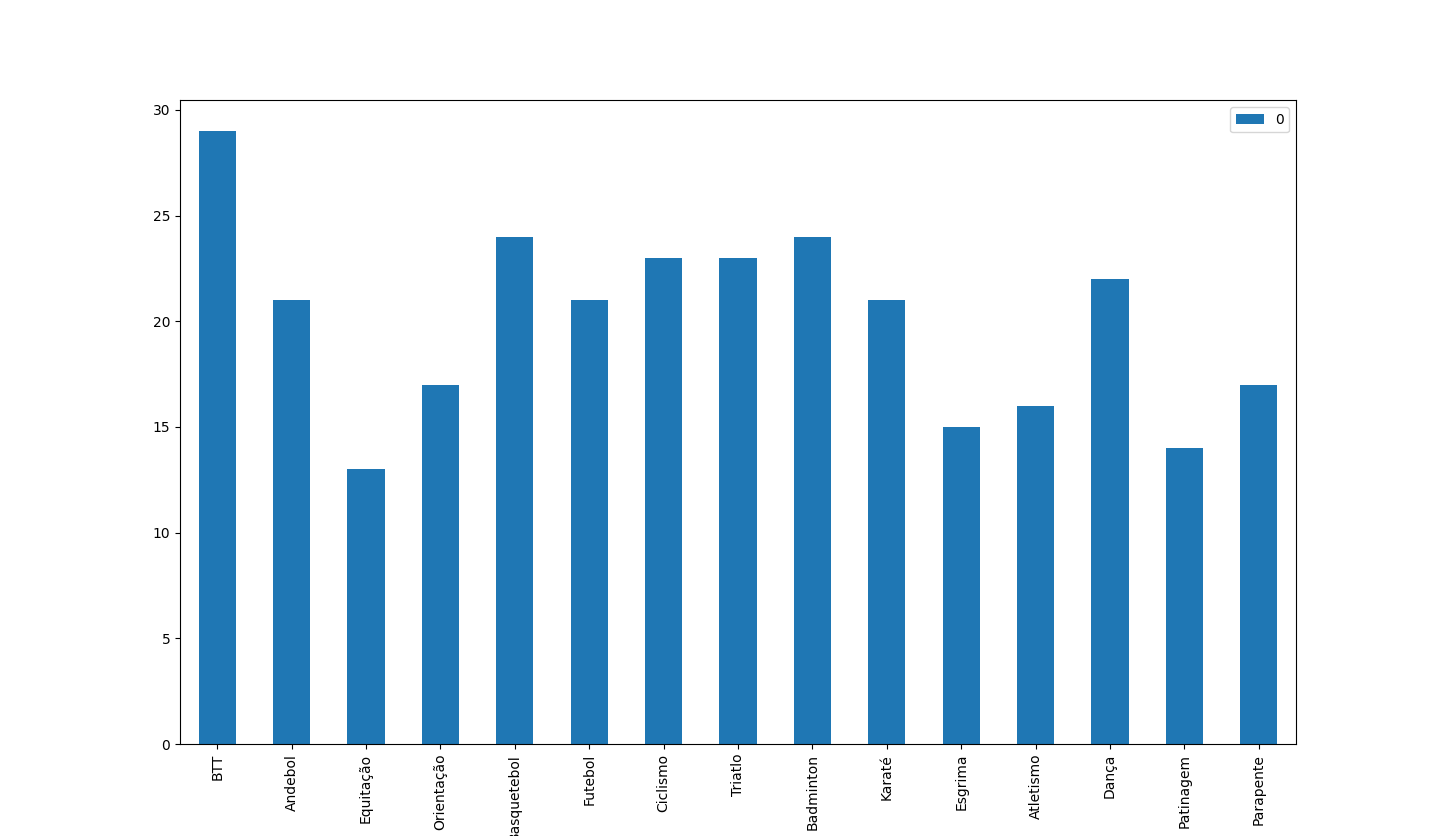 30
25
20
15
10
5
0
0
BTT
Andebol
Equitação
Orientação
Basquetebol
Futebol
Ciclismo
Triatlo
Badminton
Karaté
Esgrima
Atletismo
Dança
Patinagem
Parapente